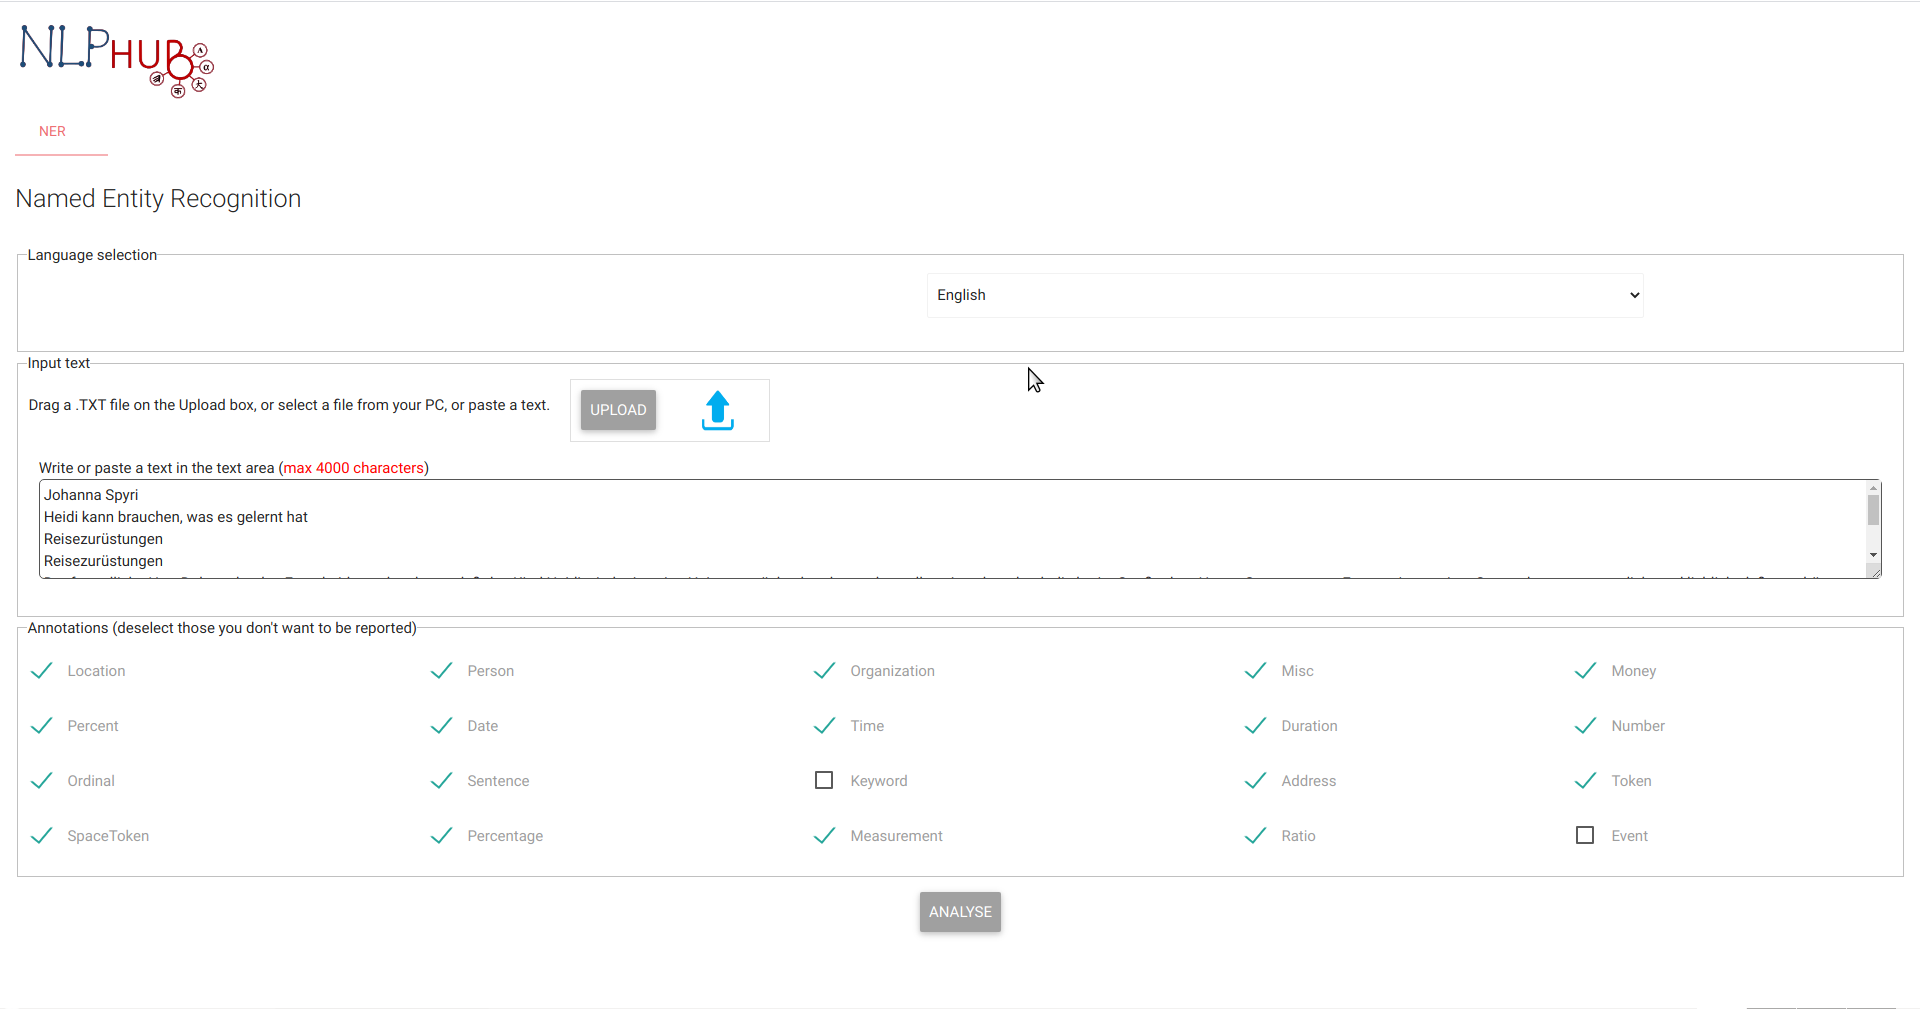 NLPHUB
NER
Named Entity Recognition
Language selection
English
Input text
Drag a .TXT file on the Upload box, or select a file from your PC, or paste a text.
UPLOAD
Write or paste a text in the text area (max 4000 characters)
Johanna Spyri
Heidi kann brauchen, was es gelernt hat
Reisezurüstungen
Reisezurüstungen
Annotations (deselect those you don't want to be reported)
Location Person Organization Misc Money
Percent Date Time Duration Number
Ordinal Sentence Keyword Address Token
SpaceToken Percentage Measurement Ratio Event
ANALYSE